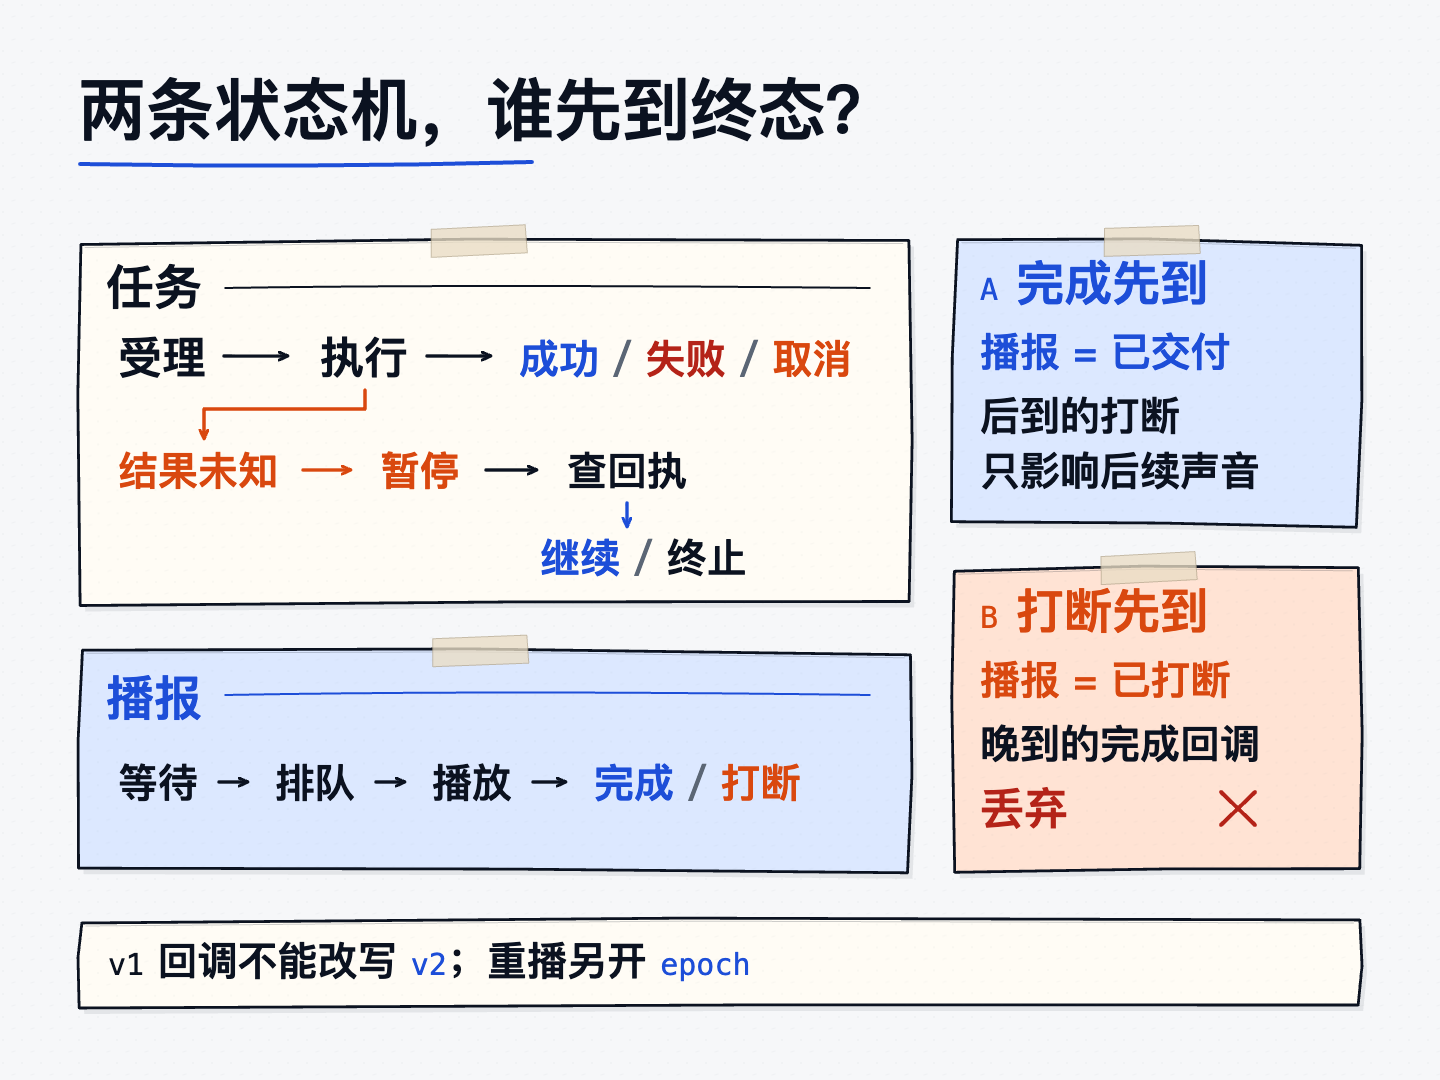 两条状态机，谁先到终态？
任务
受理 → 执行 → 成功 / 失败 / 取消
结果未知 → 暂停 → 查回执
继续 / 终止
播报
等待 → 排队 → 播放 → 完成 / 打断
A 完成先到
播报 = 已交付
后到的打断
只影响后续声音
B 打断先到
播报 = 已打断
晚到的完成回调
丢弃
v1 回调不能改写 v2；重播另开 epoch